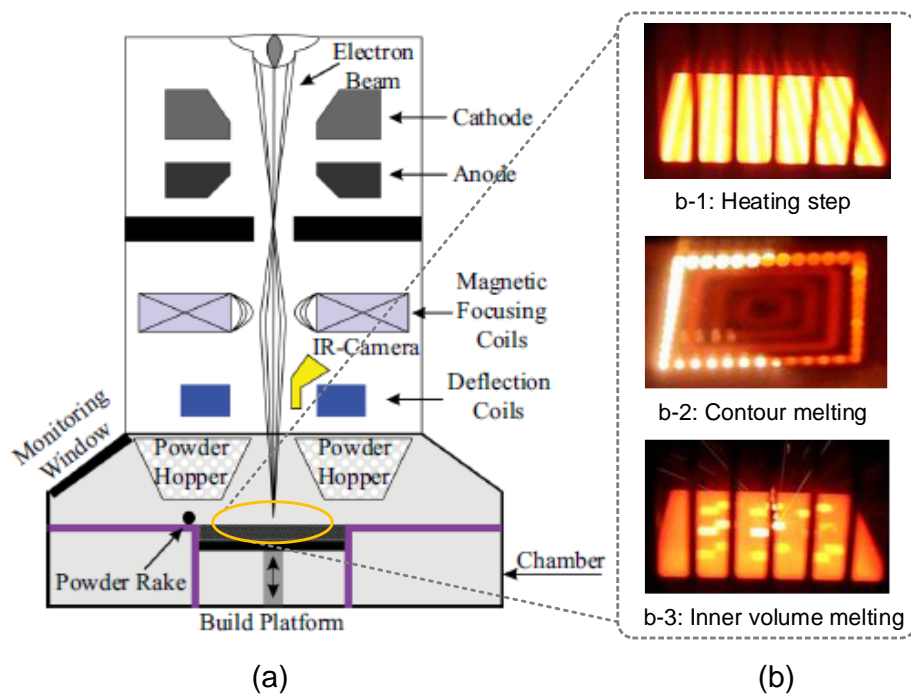 Electron
Beam
Cathode
Anode
Magnetic
Focusing
Coils
IR-Camera
Deflection
Coils
Monitoring
Window
Powder
Hopper
Powder
Hopper
Powder Rake
Chamber
Build Platform
(a)
b-1: Heating step
b-2: Contour melting
b-3: Inner volume melting
(b)